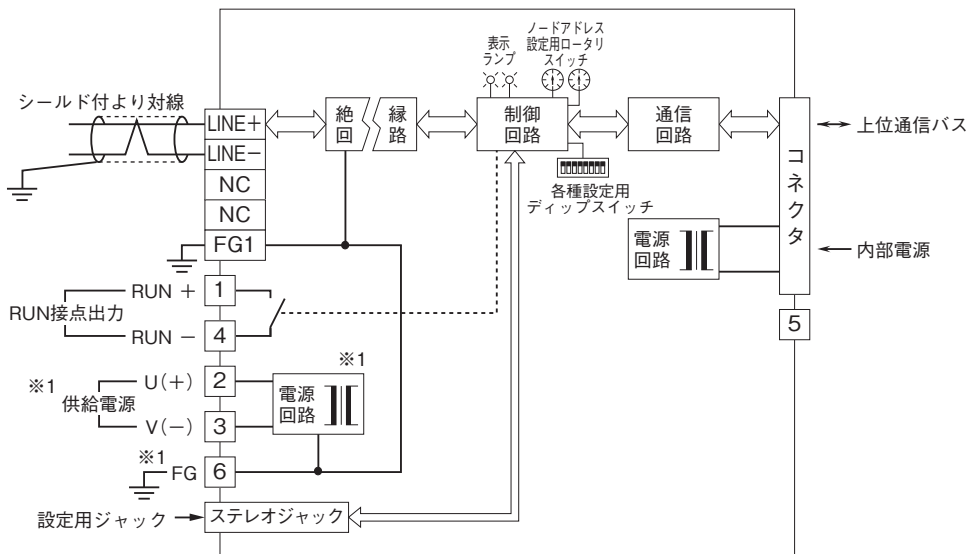 ノードアドレス
設定用ロータリ
スイッチ
表示
ランプ
シールド付より対線
LINE+
LINE−
NC
NC
FG1
絶 縁
回 路
制御
回路
通信
回路
コネクタ
上位通信バス
各種設定用
ディップスイッチ
電源
回路
内部電源
5
RUN + 1
RUN接点出力
RUN − 4
※1
※1 供給電源
U(+) 2
V(−) 3
電源
回路
※1
FG 6
設定用ジャック
ステレオジャック